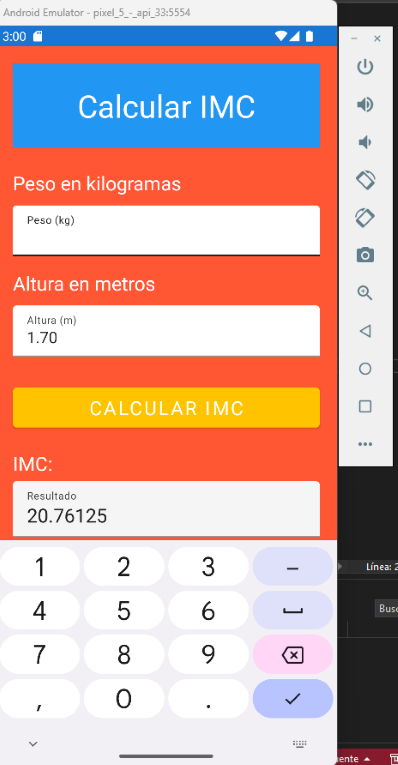 Android Emulator - pixel_5_-_api_33:5554
3:00
Calcular IMC
Peso en kilogramas
Peso (kg)
Altura en metros
Altura (m)
1.70
CALCULAR IMC
IMC:
Resultado
20.76125
1 2 3 –
4 5 6
7 8 9
, 0 .
Línea: 2
Busc
ente